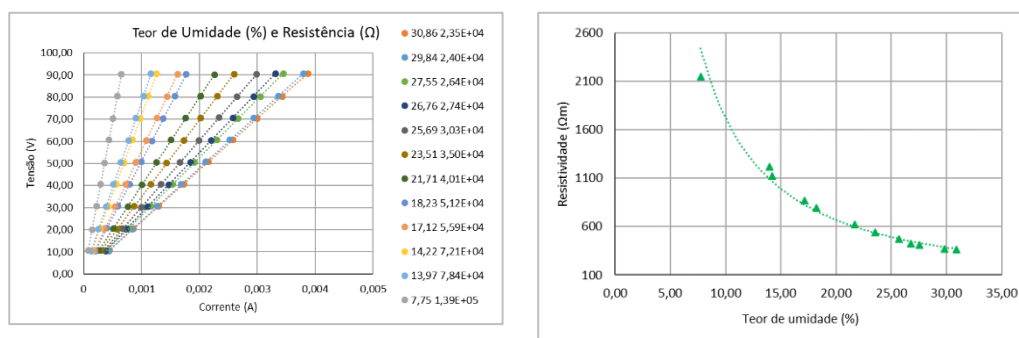 Teor de Umidade (%) e Resistência (Ω)
Tensão (V)
100,00
90,00
80,00
70,00
60,00
50,00
40,00
30,00
20,00
10,00
0,00
0 0,001 0,002 0,003 0,004 0,005
Corrente (A)
30,86 2,35E+04
29,84 2,40E+04
27,55 2,64E+04
26,76 2,74E+04
25,69 3,03E+04
23,51 3,50E+04
21,71 4,01E+04
18,23 5,12E+04
17,12 5,59E+04
14,22 7,21E+04
13,97 7,84E+04
7,75 1,39E+05
Resistividade (Ωm)
2600
2100
1600
1100
600
100
0,00 5,00 10,00 15,00 20,00 25,00 30,00 35,00
Teor de umidade (%)